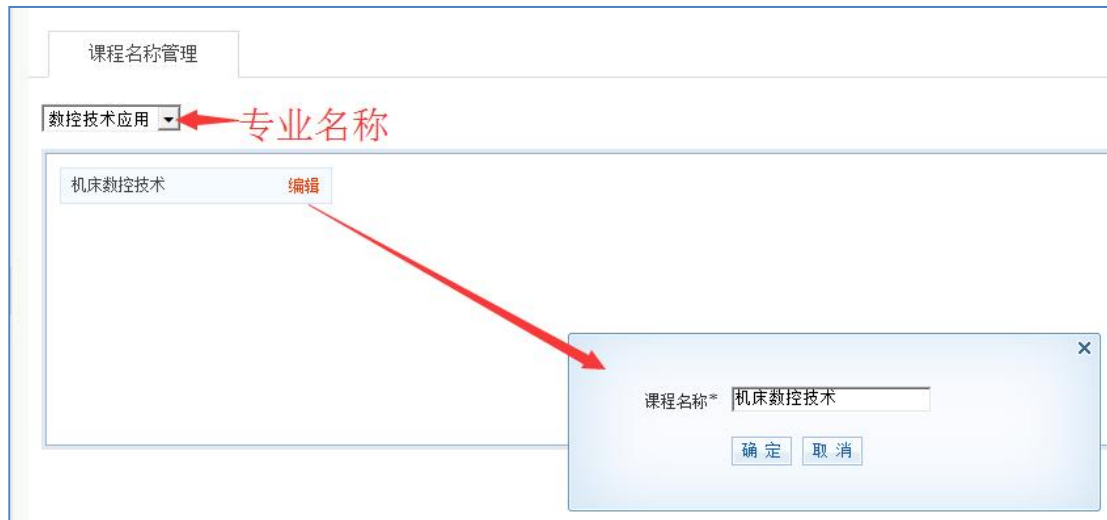 课程名称管理
数控技术应用
专业名称
机床数控技术 编辑
课程名称* 机床数控技术
确定 取消